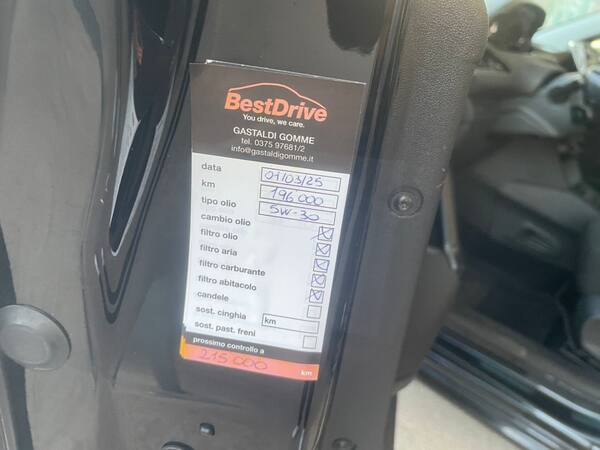 BestDrive
You drive, we care.
GASTALDI GOMME
tel. 0375 97681/2
info@gastaldigomme.it
data 01/03/25
km 196.000
tipo olio 5W-30
cambio olio
filtro olio
filtro aria
filtro carburante
filtro abitacolo
candele
sost. cinghia km
sost. past. freni
prossimo controllo a
215.000 km